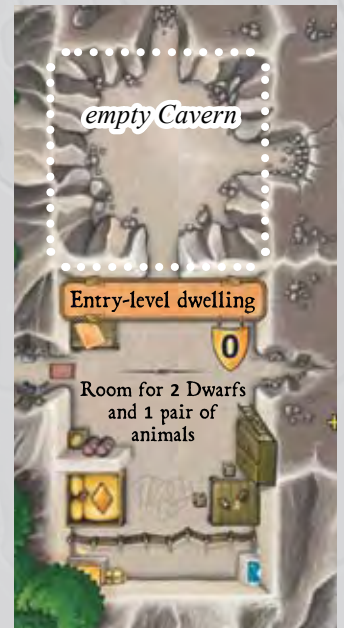 empty Cavern
Entry-level dwelling
0
Room for 2 Dwarfs
and 1 pair of
animals